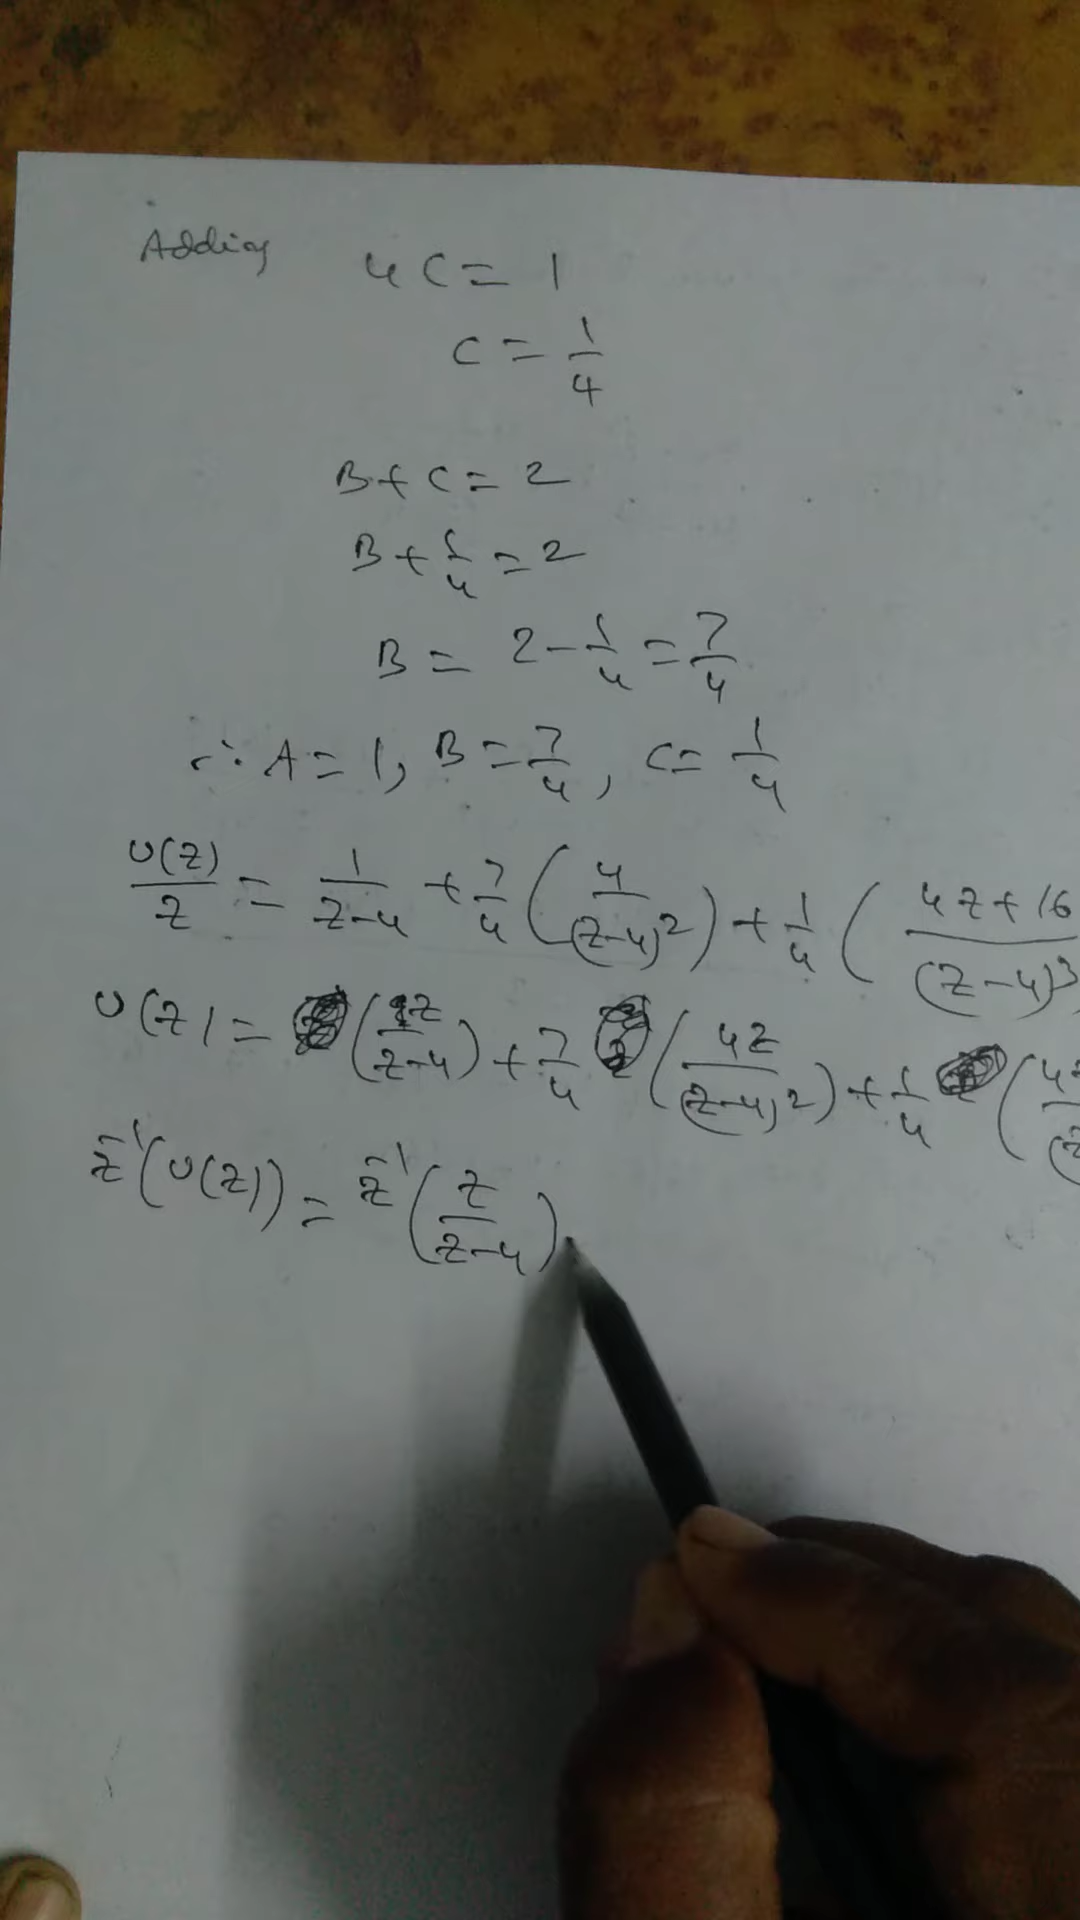 Adding 4C = 1
C = 1/4
B + C = 2
B + 1/4 = 2
B = 2 - 1/4 = 7/4
∴ A = 1, B = 7/4, C = 1/4
U(z)/z = 1/(z-4) + 7/4 (4/(z-4)²) + 1/4 (4z+16/(z-4)³
U(z) = (1z/(z-4)) + 7/4 (4z/(z-4)²) + 1/4 (4z
z⁻¹(U(z)) = z⁻¹(z/(z-4))